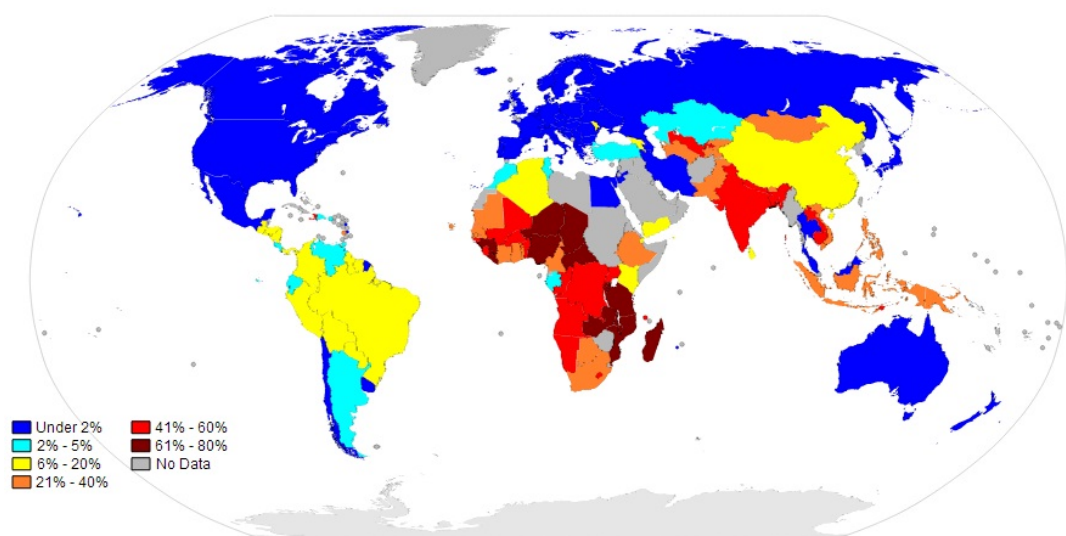 Under 2%
2% - 5%
6% - 20%
21% - 40%
41% - 60%
61% - 80%
No Data